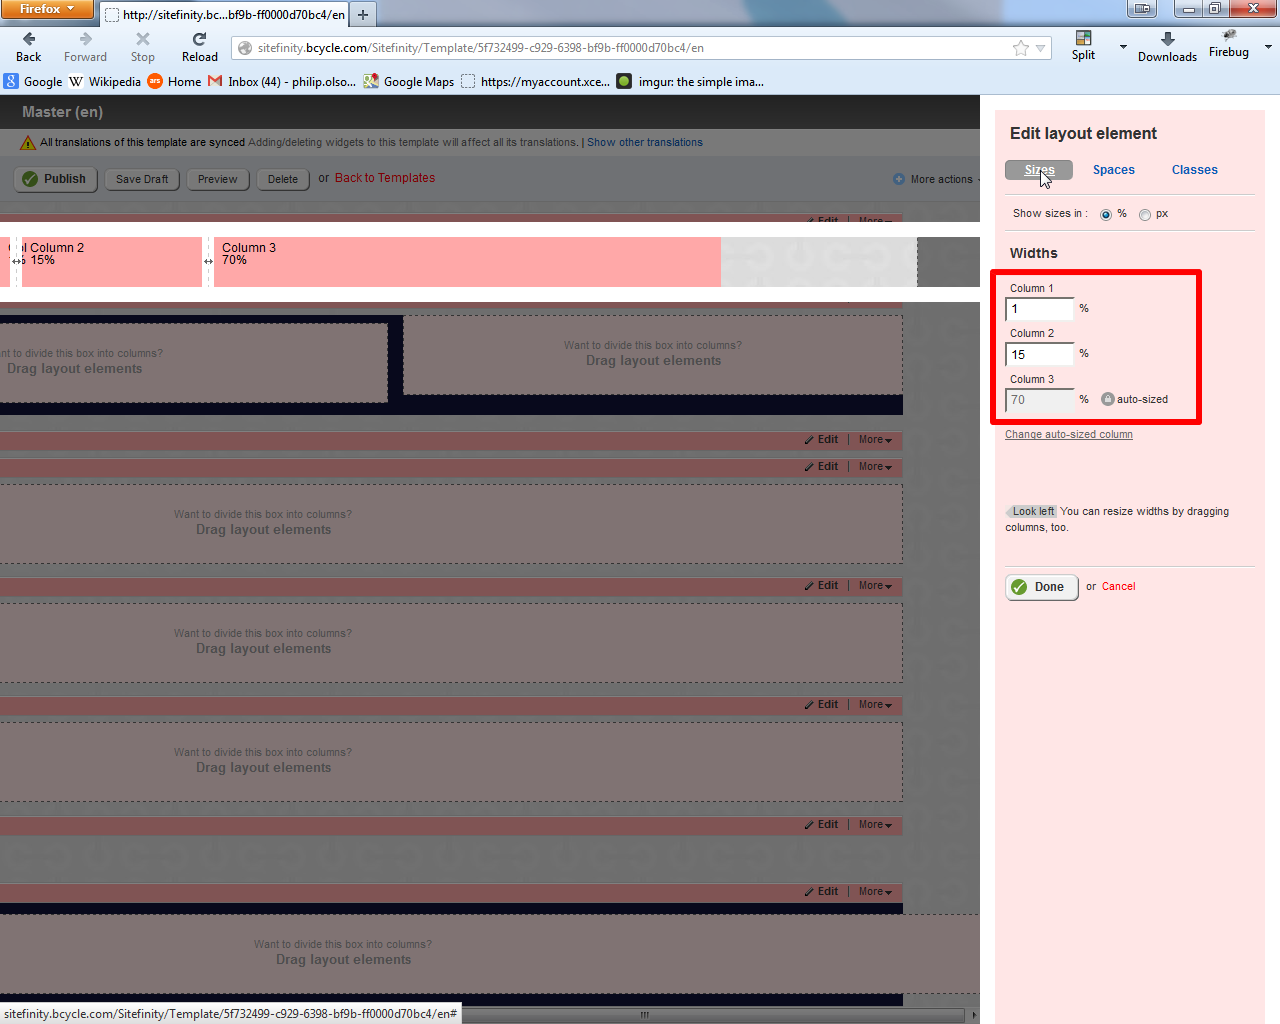 Firefox
http://sitefinity.bc...bf9b-ff0000d70bc4/en
Back
Forward
Stop
Reload
sitefinity.bcycle.com/Sitefinity/Template/5f732499-c929-6398-bf9b-ff0000d70bc4/en
Split
Downloads
Firebug
Google
Wikipedia
Home
Inbox (44) - philip.olso...
Google Maps
https://myaccount.xce...
imgur: the simple ima...
Master (en)
All translations of this template are synced Adding/deleting widgets to this template will affect all its translations. | Show other translations
Publish
Save Draft
Preview
Delete
or Back to Templates
More actions
Edit | More
Column 2
15%
Column 3
70%
nt to divide this box into columns?
Drag layout elements
Want to divide this box into columns?
Drag layout elements
Edit | More
Edit | More
Want to divide this box into columns?
Drag layout elements
Edit | More
Want to divide this box into columns?
Drag layout elements
Edit | More
Want to divide this box into columns?
Drag layout elements
Edit | More
Edit | More
Want to divide this box into columns?
Drag layout elements
sitefinity.bcycle.com/Sitefinity/Template/5f732499-c929-6398-bf9b-ff0000d70bc4/en#
Edit layout element
Sizes
Spaces
Classes
Show sizes in :
%
px
Widths
Column 1
1 %
Column 2
15 %
Column 3
70 % auto-sized
Change auto-sized column
Look left You can resize widths by dragging
columns, too.
Done or Cancel